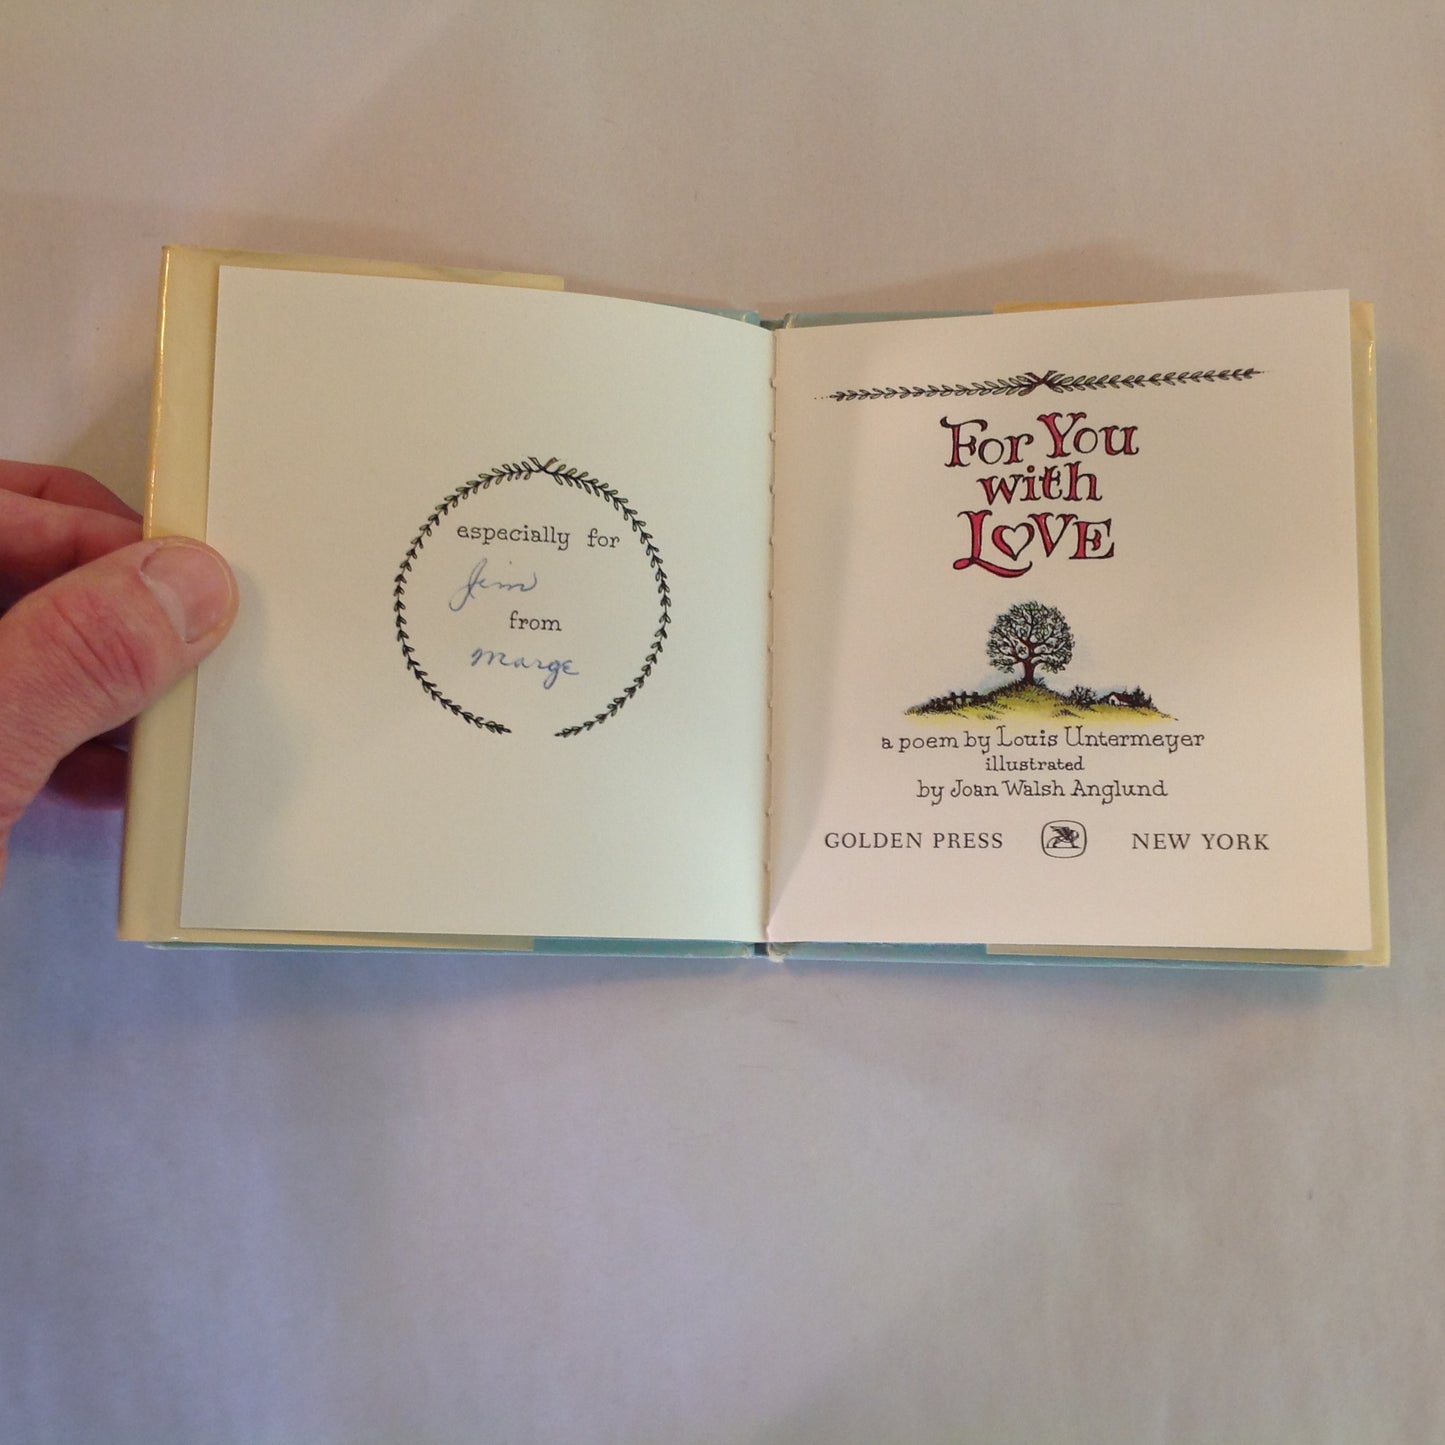 especially for
Jim
from
Marge
For You
with
LOVE
a poem by Louis Untermeyer
illustrated
by Joan Walsh Anglund
GOLDEN PRESS NEW YORK